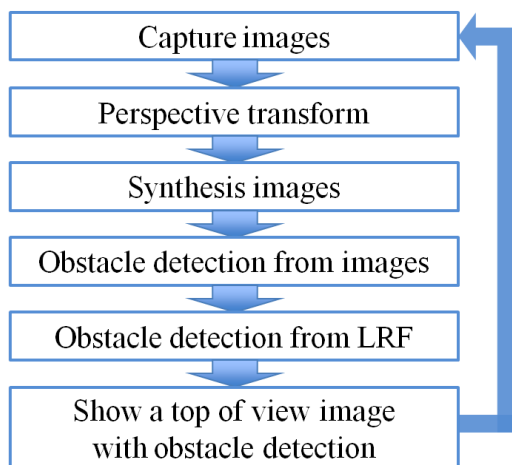 Capture images
Perspective transform
Synthesis images
Obstacle detection from images
Obstacle detection from LRF
Show a top of view image
with obstacle detection